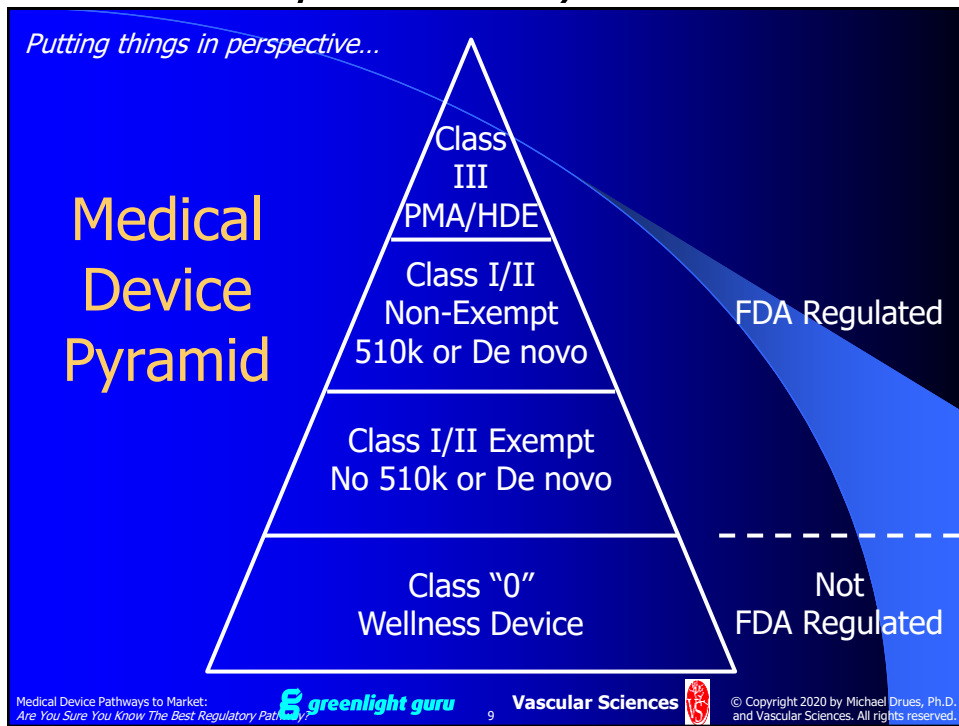 Putting things in perspective…
Medical
Device
Pyramid
Class
III
PMA/HDE
Class I/II
Non-Exempt
510k or De novo
FDA Regulated
Class I/II Exempt
No 510k or De novo
Class “0”
Wellness Device
Not
FDA Regulated
Medical Device Pathways to Market:
Are You Sure You Know The Best Regulatory Pathway?
greenlight guru
9
Vascular Sciences
© Copyright 2020 by Michael Drues, Ph.D.
and Vascular Sciences. All rights reserved.